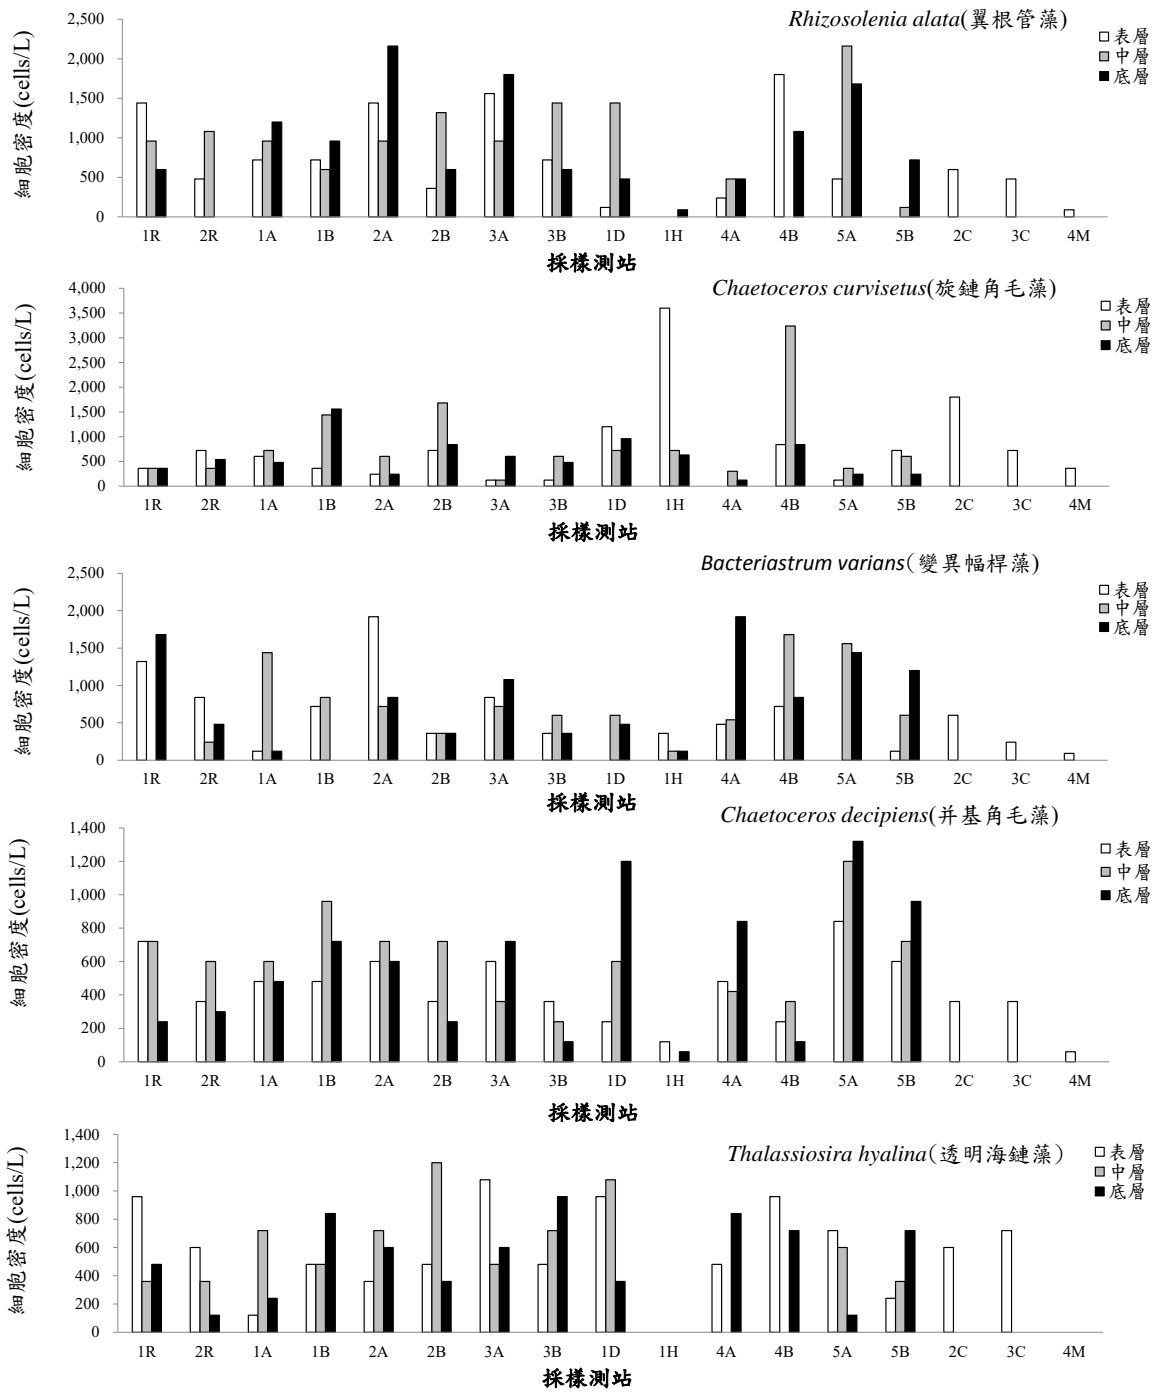 Rhizosolenia alata(翼根管藻)
細胞密度(cells/L)
2,500
2,000
1,500
1,000
500
0
表層
中層
底層
1R 2R 1A 1B 2A 2B 3A 3B 1D 1H 4A 4B 5A 5B 2C 3C 4M
採樣測站
Chaetoceros curvisetus(旋鏈角毛藻)
細胞密度(cells/L)
4,000
3,500
3,000
2,500
2,000
1,500
1,000
500
0
表層
中層
底層
1R 2R 1A 1B 2A 2B 3A 3B 1D 1H 4A 4B 5A 5B 2C 3C 4M
採樣測站
Bacteriastrum varians(變異幅桿藻)
細胞密度(cells/L)
2,500
2,000
1,500
1,000
500
0
表層
中層
底層
1R 2R 1A 1B 2A 2B 3A 3B 1D 1H 4A 4B 5A 5B 2C 3C 4M
採樣測站
Chaetoceros decipiens(并基角毛藻)
細胞密度(cells/L)
1,400
1,200
1,000
800
600
400
200
0
表層
中層
底層
1R 2R 1A 1B 2A 2B 3A 3B 1D 1H 4A 4B 5A 5B 2C 3C 4M
採樣測站
Thalassiosira hyalina(透明海鏈藻)
細胞密度(cells/L)
1,400
1,200
1,000
800
600
400
200
0
表層
中層
底層
1R 2R 1A 1B 2A 2B 3A 3B 1D 1H 4A 4B 5A 5B 2C 3C 4M
採樣測站